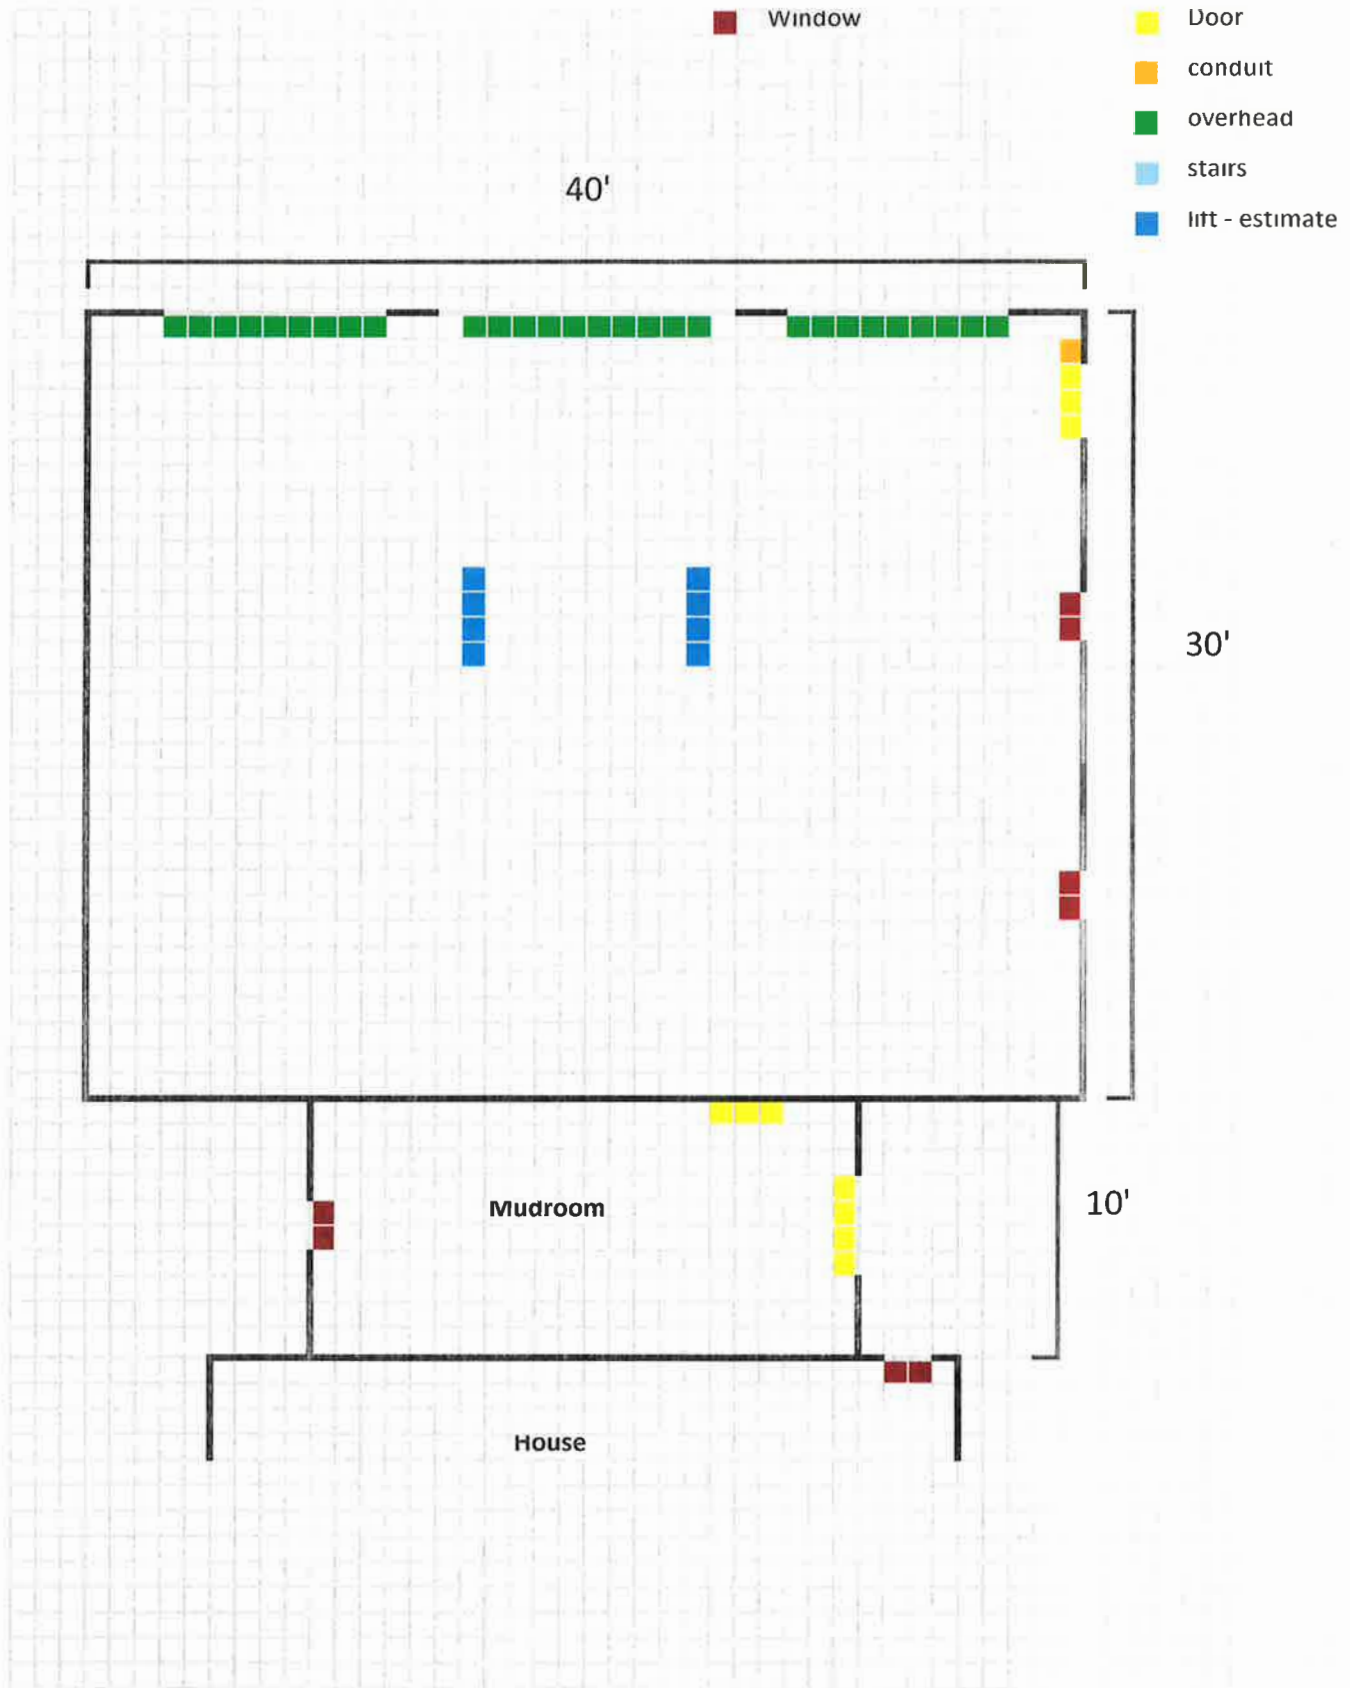 Window
Door
conduit
overhead
stairs
lift - estimate
40'
30'
Mudroom
10'
House